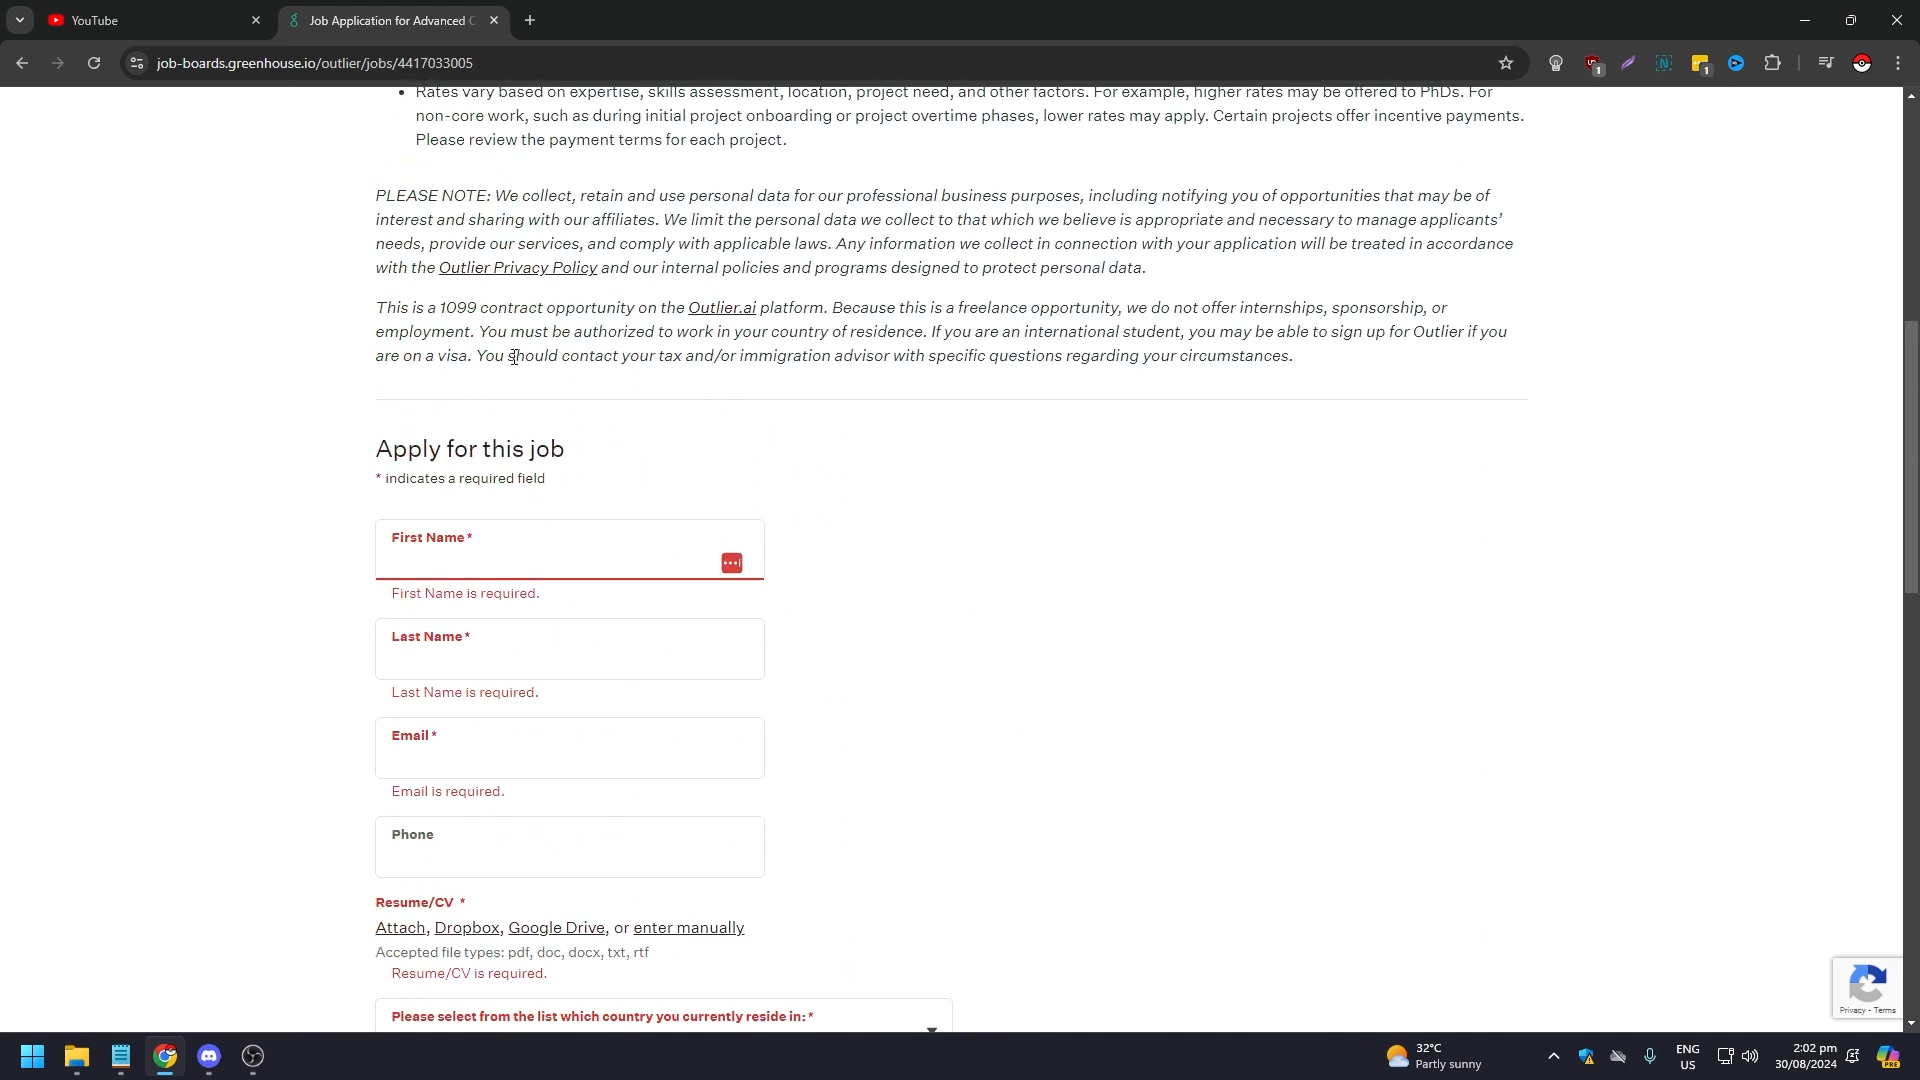 YouTube
Job Application for Advanced C
job-boards.greenhouse.io/outlier/jobs/4417033005
1
1
Rates vary based on expertise, skills assessment, location, project need, and other factors. For example, higher rates may be offered to PhDs. For
non-core work, such as during initial project onboarding or project overtime phases, lower rates may apply. Certain projects offer incentive payments.
Please review the payment terms for each project.
PLEASE NOTE: We collect, retain and use personal data for our professional business purposes, including notifying you of opportunities that may be of
interest and sharing with our affiliates. We limit the personal data we collect to that which we believe is appropriate and necessary to manage applicants’
needs, provide our services, and comply with applicable laws. Any information we collect in connection with your application will be treated in accordance
with the Outlier Privacy Policy and our internal policies and programs designed to protect personal data.
This is a 1099 contract opportunity on the Outlier.ai platform. Because this is a freelance opportunity, we do not offer internships, sponsorship, or
employment. You must be authorized to work in your country of residence. If you are an international student, you may be able to sign up for Outlier if you
are on a visa. You should contact your tax and/or immigration advisor with specific questions regarding your circumstances.
Apply for this job
* indicates a required field
First Name*
First Name is required.
Last Name*
Last Name is required.
Email*
Email is required.
Phone
Resume/CV *
Attach, Dropbox, Google Drive, or enter manually
Accepted file types: pdf, doc, docx, txt, rtf
Resume/CV is required.
Please select from the list which country you currently reside in:*
Privacy - Terms
32°C
Partly sunny
ENG
US
2:02 pm
30/08/2024
PRE